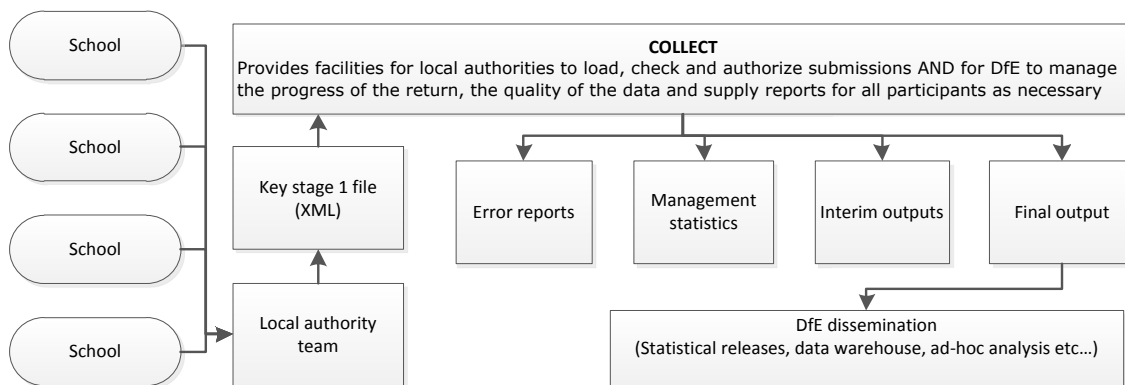 School
School
School
School
COLLECT
Provides facilities for local authorities to load, check and authorize submissions AND for DfE to manage
the progress of the return, the quality of the data and supply reports for all participants as necessary
Key stage 1 file
(XML)
Local authority
team
Error reports
Management
statistics
Interim outputs
Final output
DfE dissemination
(Statistical releases, data warehouse, ad-hoc analysis etc…)